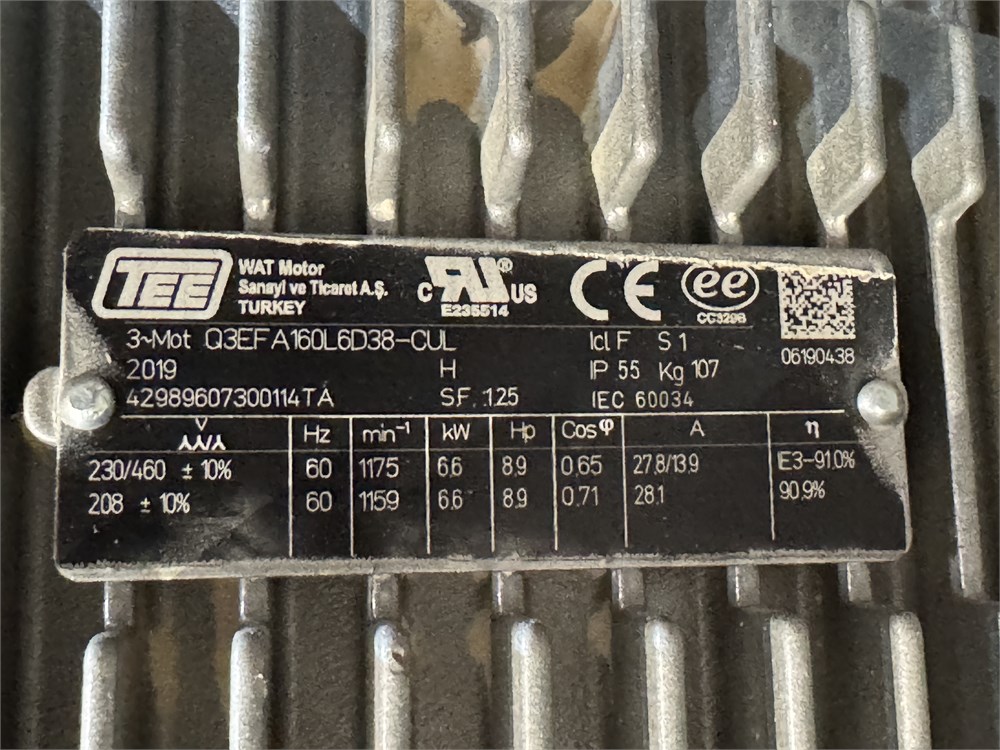 TEE
WAT Motor
Sanayi ve Ticaret A.Ş.
TURKEY
C RU ® US
E235514
CE
ee
CC329B
06190438
3~Mot Q3EFA160L6D38-CUL Icl F S 1
2019 H IP 55 Kg 107
42989607300114TA S.F. 1.25 IEC 60034
YY/Y Hz min⁻¹ kW Hp Cosφ A η
230/460 ± 10% 60 1175 6.6 8.9 0.65 27.8/13.9 IE3-91.0%
208 ± 10% 60 1159 6.6 8.9 0.71 28.1 90.9%